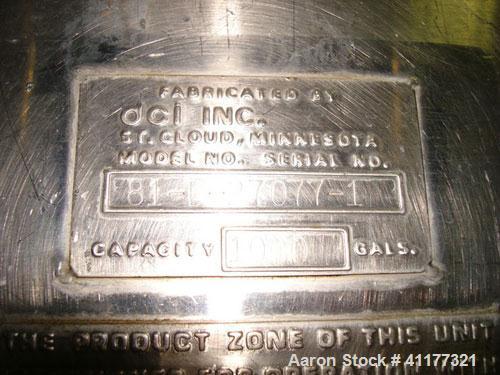 FABRICATED BY
dci INC.
ST. CLOUD, MINNESOTA
MODEL NO. SERIAL NO.
CAPACITY GALS.
THE PRODUCT ZONE OF THIS UNIT
FOR
Aaron Stock # 41177321